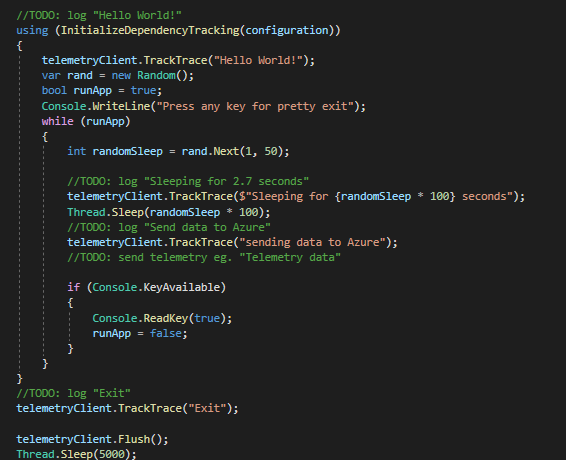 //TODO: log "Hello World!"
using (InitializeDependencyTracking(configuration))
{
telemetryClient.TrackTrace("Hello World!");
var rand = new Random();
bool runApp = true;
Console.WriteLine("Press any key for pretty exit");
while (runApp)
{
int randomSleep = rand.Next(1, 50);
//TODO: log "Sleeping for 2.7 seconds"
telemetryClient.TrackTrace($"Sleeping for {randomSleep * 100} seconds");
Thread.Sleep(randomSleep * 100);
//TODO: log "Send data to Azure"
telemetryClient.TrackTrace("sending data to Azure");
//TODO: send telemetry eg. "Telemetry data"
if (Console.KeyAvailable)
{
Console.ReadKey(true);
runApp = false;
}
}
}
//TODO: log "Exit"
telemetryClient.TrackTrace("Exit");
telemetryClient.Flush();
Thread.Sleep(5000);